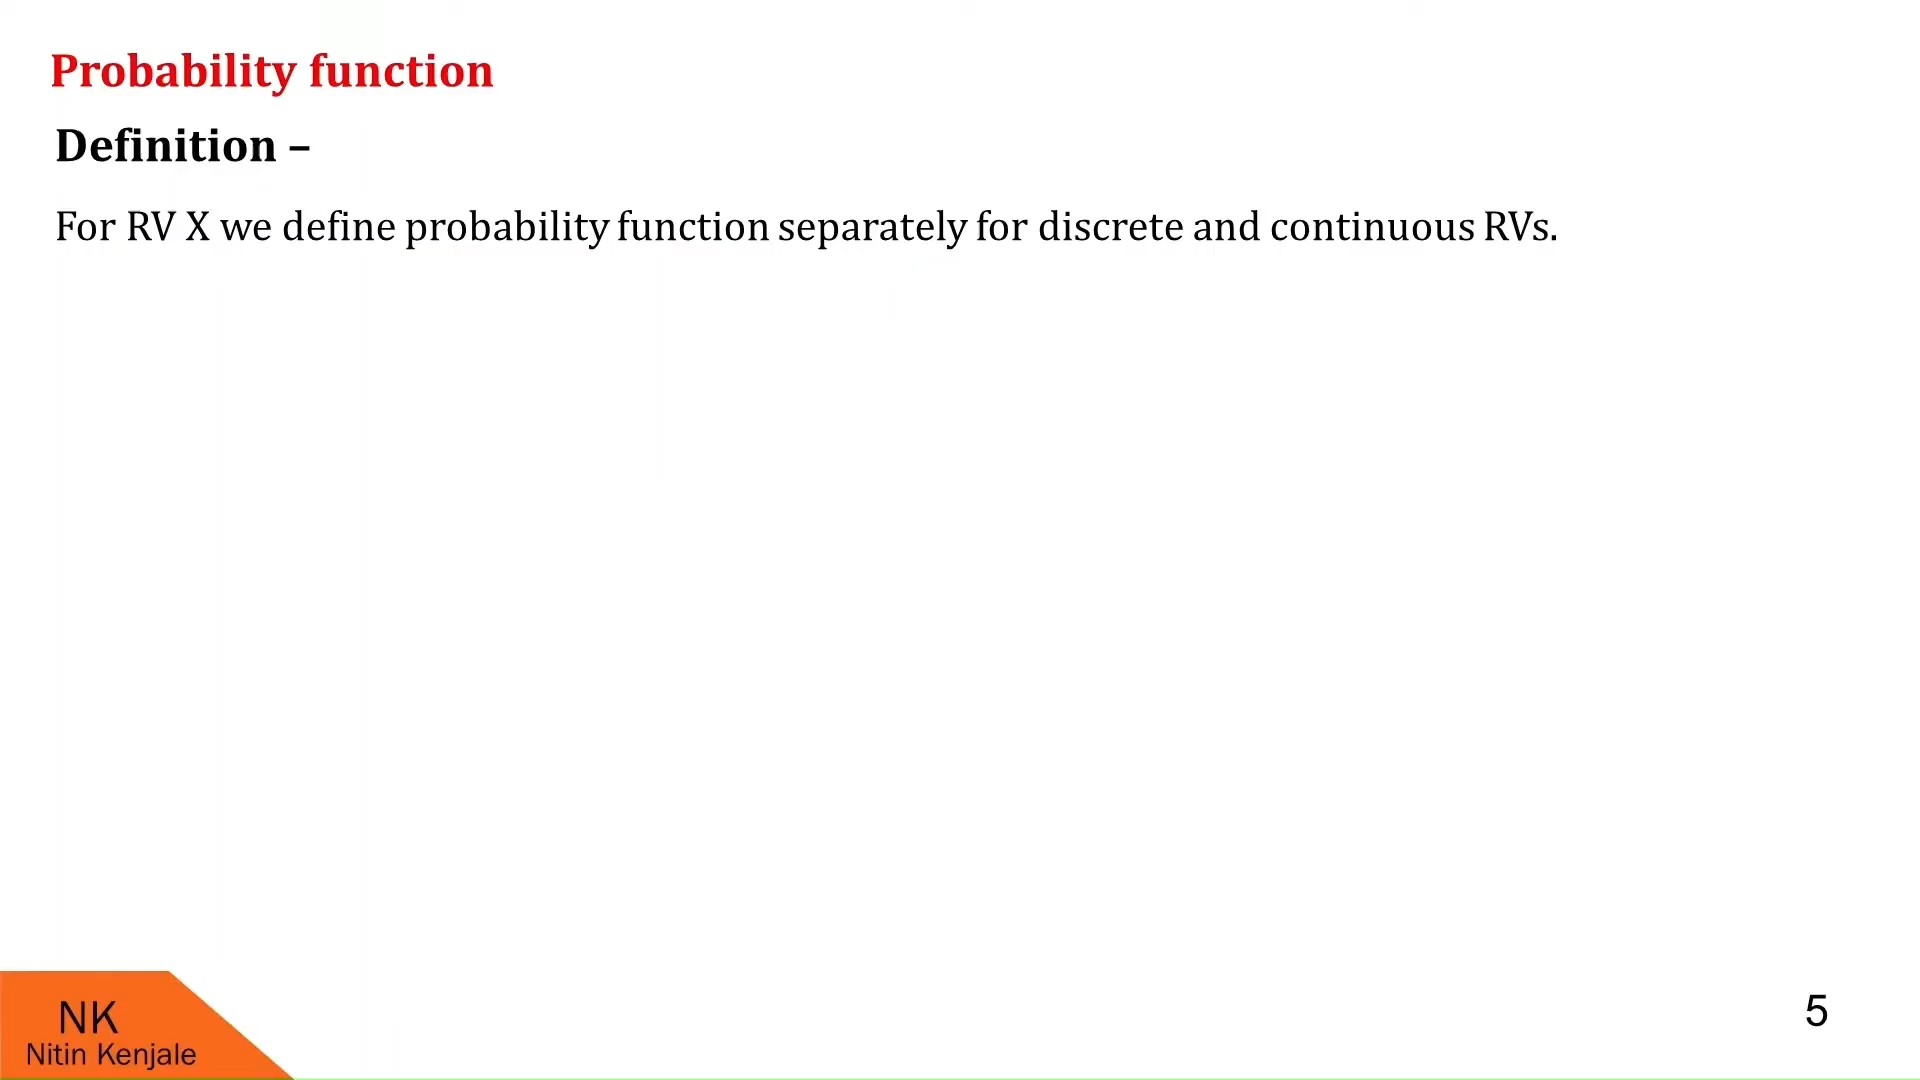 Probability function
Definition –
For RV X we define probability function separately for discrete and continuous RVs.
NK
Nitin Kenjale
5